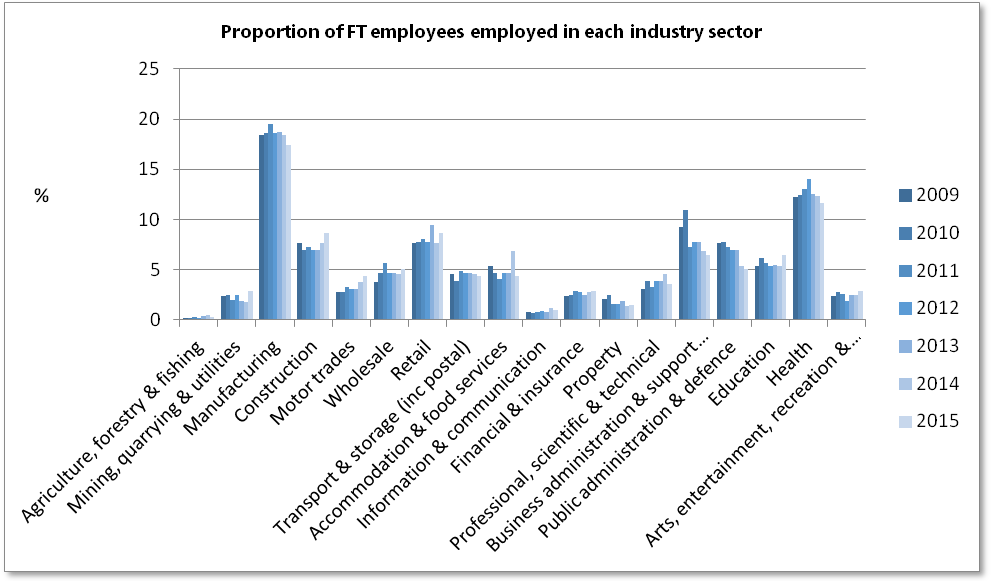 Proportion of FT employees employed in each industry sector
25
20
15
10
5
0
%
Agriculture, forestry & fishing
Mining, quarrying & utilities
Manufacturing
Construction
Motor trades
Wholesale
Retail
Transport & storage (inc postal)
Accommodation & food services
Information & communication
Financial & insurance
Property
Professional, scientific & technical
Business administration & support...
Public administration & defence
Education
Health
Arts, entertainment, recreation &...
2009
2010
2011
2012
2013
2014
2015